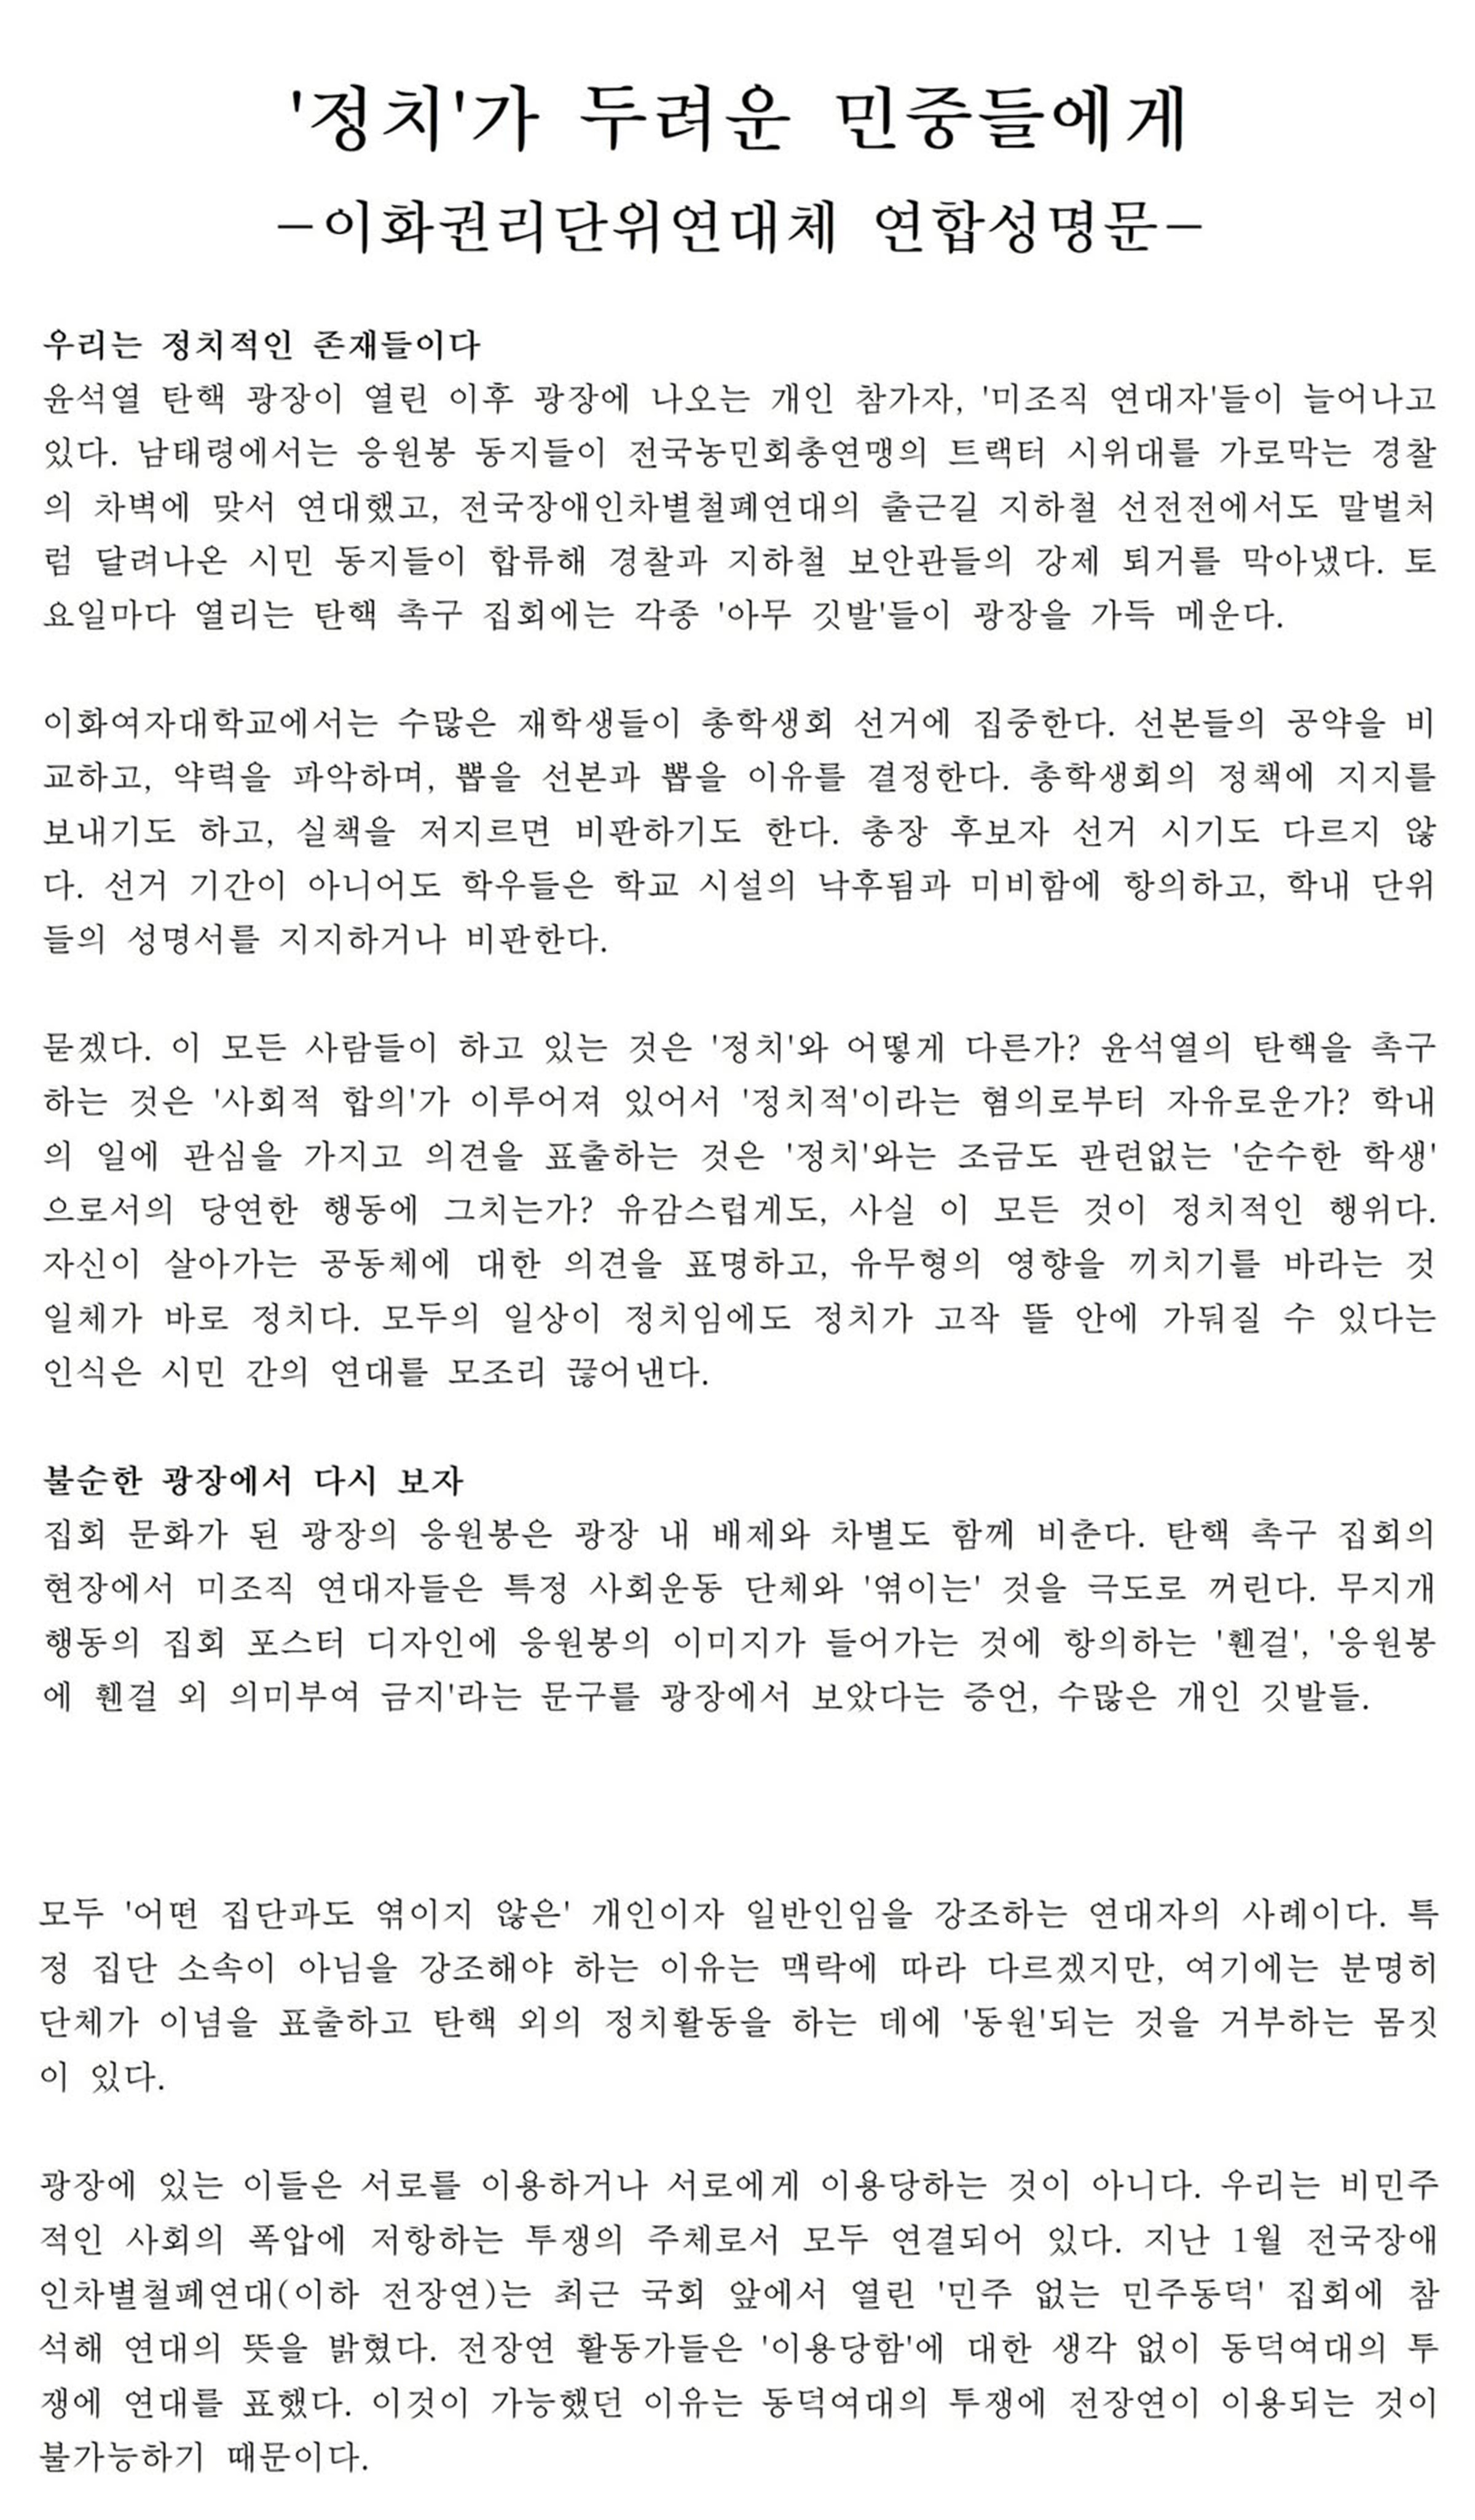 '정치'가 두려운 민중들에게
–이화권리단위연대체 연합성명문–
우리는 정치적인 존재들이다
윤석열 탄핵 광장이 열린 이후 광장에 나오는 개인 참가자, '미조직 연대자'들이 늘어나고
있다. 남태령에서는 응원봉 동지들이 전국농민회총연맹의 트랙터 시위대를 가로막는 경찰
의 차벽에 맞서 연대했고, 전국장애인차별철폐연대의 출근길 지하철 선전전에서도 말벌처
럼 달려나온 시민 동지들이 합류해 경찰과 지하철 보안관들의 강제 퇴거를 막아냈다. 토
요일마다 열리는 탄핵 촉구 집회에는 각종 '아무 깃발'들이 광장을 가득 메운다.
이화여자대학교에서는 수많은 재학생들이 총학생회 선거에 집중한다. 선본들의 공약을 비
교하고, 약력을 파악하며, 뽑을 선본과 뽑을 이유를 결정한다. 총학생회의 정책에 지지를
보내기도 하고, 실책을 저지르면 비판하기도 한다. 총장 후보자 선거 시기도 다르지 않
다. 선거 기간이 아니어도 학우들은 학교 시설의 낙후됨과 미비함에 항의하고, 학내 단위
들의 성명서를 지지하거나 비판한다.
묻겠다. 이 모든 사람들이 하고 있는 것은 '정치'와 어떻게 다른가? 윤석열의 탄핵을 촉구
하는 것은 '사회적 합의'가 이루어져 있어서 '정치적'이라는 혐의로부터 자유로운가? 학내
의 일에 관심을 가지고 의견을 표출하는 것은 '정치'와는 조금도 관련없는 '순수한 학생'
으로서의 당연한 행동에 그치는가? 유감스럽게도, 사실 이 모든 것이 정치적인 행위다.
자신이 살아가는 공동체에 대한 의견을 표명하고, 유무형의 영향을 끼치기를 바라는 것
일체가 바로 정치다. 모두의 일상이 정치임에도 정치가 고작 뜰 안에 가둬질 수 있다는
인식은 시민 간의 연대를 모조리 끊어낸다.
불순한 광장에서 다시 보자
집회 문화가 된 광장의 응원봉은 광장 내 배제와 차별도 함께 비춘다. 탄핵 촉구 집회의
현장에서 미조직 연대자들은 특정 사회운동 단체와 '엮이는' 것을 극도로 꺼린다. 무지개
행동의 집회 포스터 디자인에 응원봉의 이미지가 들어가는 것에 항의하는 '휀걸', '응원봉
에 휀걸 외 의미부여 금지'라는 문구를 광장에서 보았다는 증언, 수많은 개인 깃발들.
모두 '어떤 집단과도 엮이지 않은' 개인이자 일반인임을 강조하는 연대자의 사례이다. 특
정 집단 소속이 아님을 강조해야 하는 이유는 맥락에 따라 다르겠지만, 여기에는 분명히
단체가 이념을 표출하고 탄핵 외의 정치활동을 하는 데에 '동원'되는 것을 거부하는 몸짓
이 있다.
광장에 있는 이들은 서로를 이용하거나 서로에게 이용당하는 것이 아니다. 우리는 비민주
적인 사회의 폭압에 저항하는 투쟁의 주체로서 모두 연결되어 있다. 지난 1월 전국장애
인차별철폐연대(이하 전장연)는 최근 국회 앞에서 열린 '민주 없는 민주동덕' 집회에 참
석해 연대의 뜻을 밝혔다. 전장연 활동가들은 '이용당함'에 대한 생각 없이 동덕여대의 투
쟁에 연대를 표했다. 이것이 가능했던 이유는 동덕여대의 투쟁에 전장연이 이용되는 것이
불가능하기 때문이다.